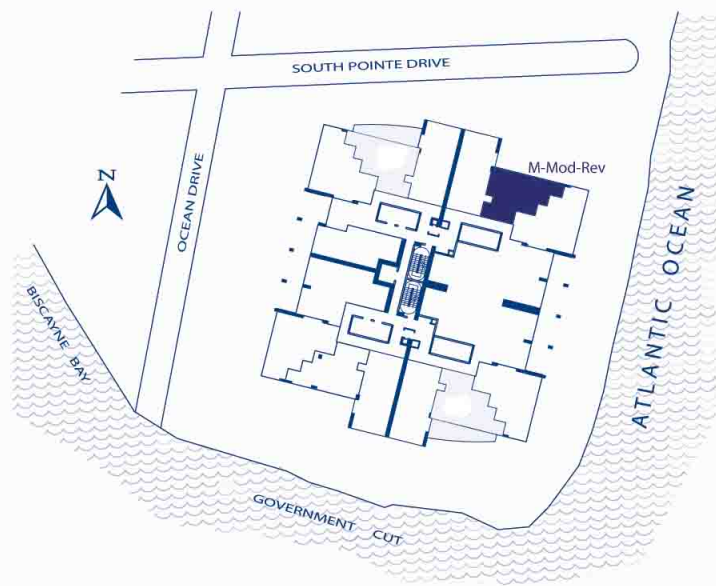 SOUTH POINTE DRIVE
M-Mod-Rev
N
OCEAN DRIVE
ATLANTIC OCEAN
BISCAYNE BAY
GOVERNMENT CUT